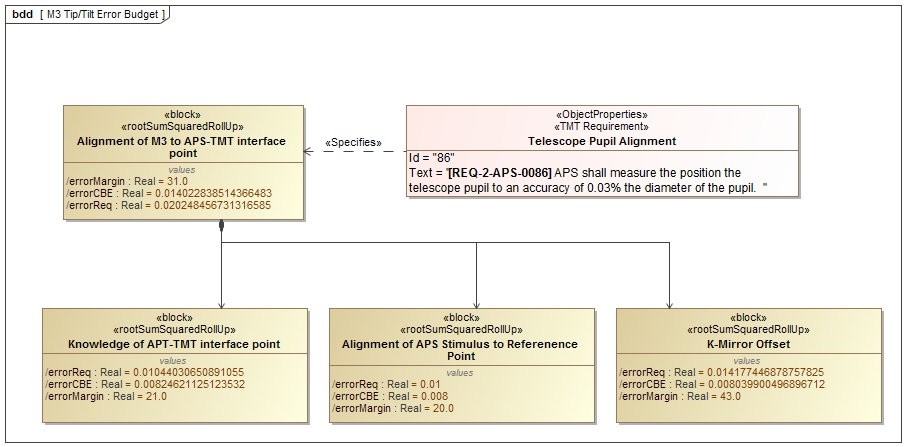 bdd [ M3 Tip/Tilt Error Budget ]
«block»
«rootSumSquaredRollUp»
Alignment of M3 to APS-TMT interface
point
values
/errorMargin : Real = 31.0
/errorCBE : Real = 0.014022838514366483
/errorReq : Real = 0.020248456731316585
«Specifies»
«ObjectProperties»
«TMT Requirement»
Telescope Pupil Alignment
Id = "86"
Text = "[REQ-2-APS-0086] APS shall measure the position the
telescope pupil to an accuracy of 0.03% the diameter of the pupil. "
«block»
«rootSumSquaredRollUp»
Knowledge of APT-TMT interface point
values
/errorReq : Real = 0.01044030650891055
/errorCBE : Real = 0.00824621125123532
/errorMargin : Real = 21.0
«block»
«rootSumSquaredRollUp»
Alignment of APS Stimulus to Referenence
Point
values
/errorReq : Real = 0.01
/errorCBE : Real = 0.008
/errorMargin : Real = 20.0
«block»
«rootSumSquaredRollUp»
K-Mirror Offset
values
/errorReq : Real = 0.014177446878757825
/errorCBE : Real = 0.008039900496896712
/errorMargin : Real = 43.0